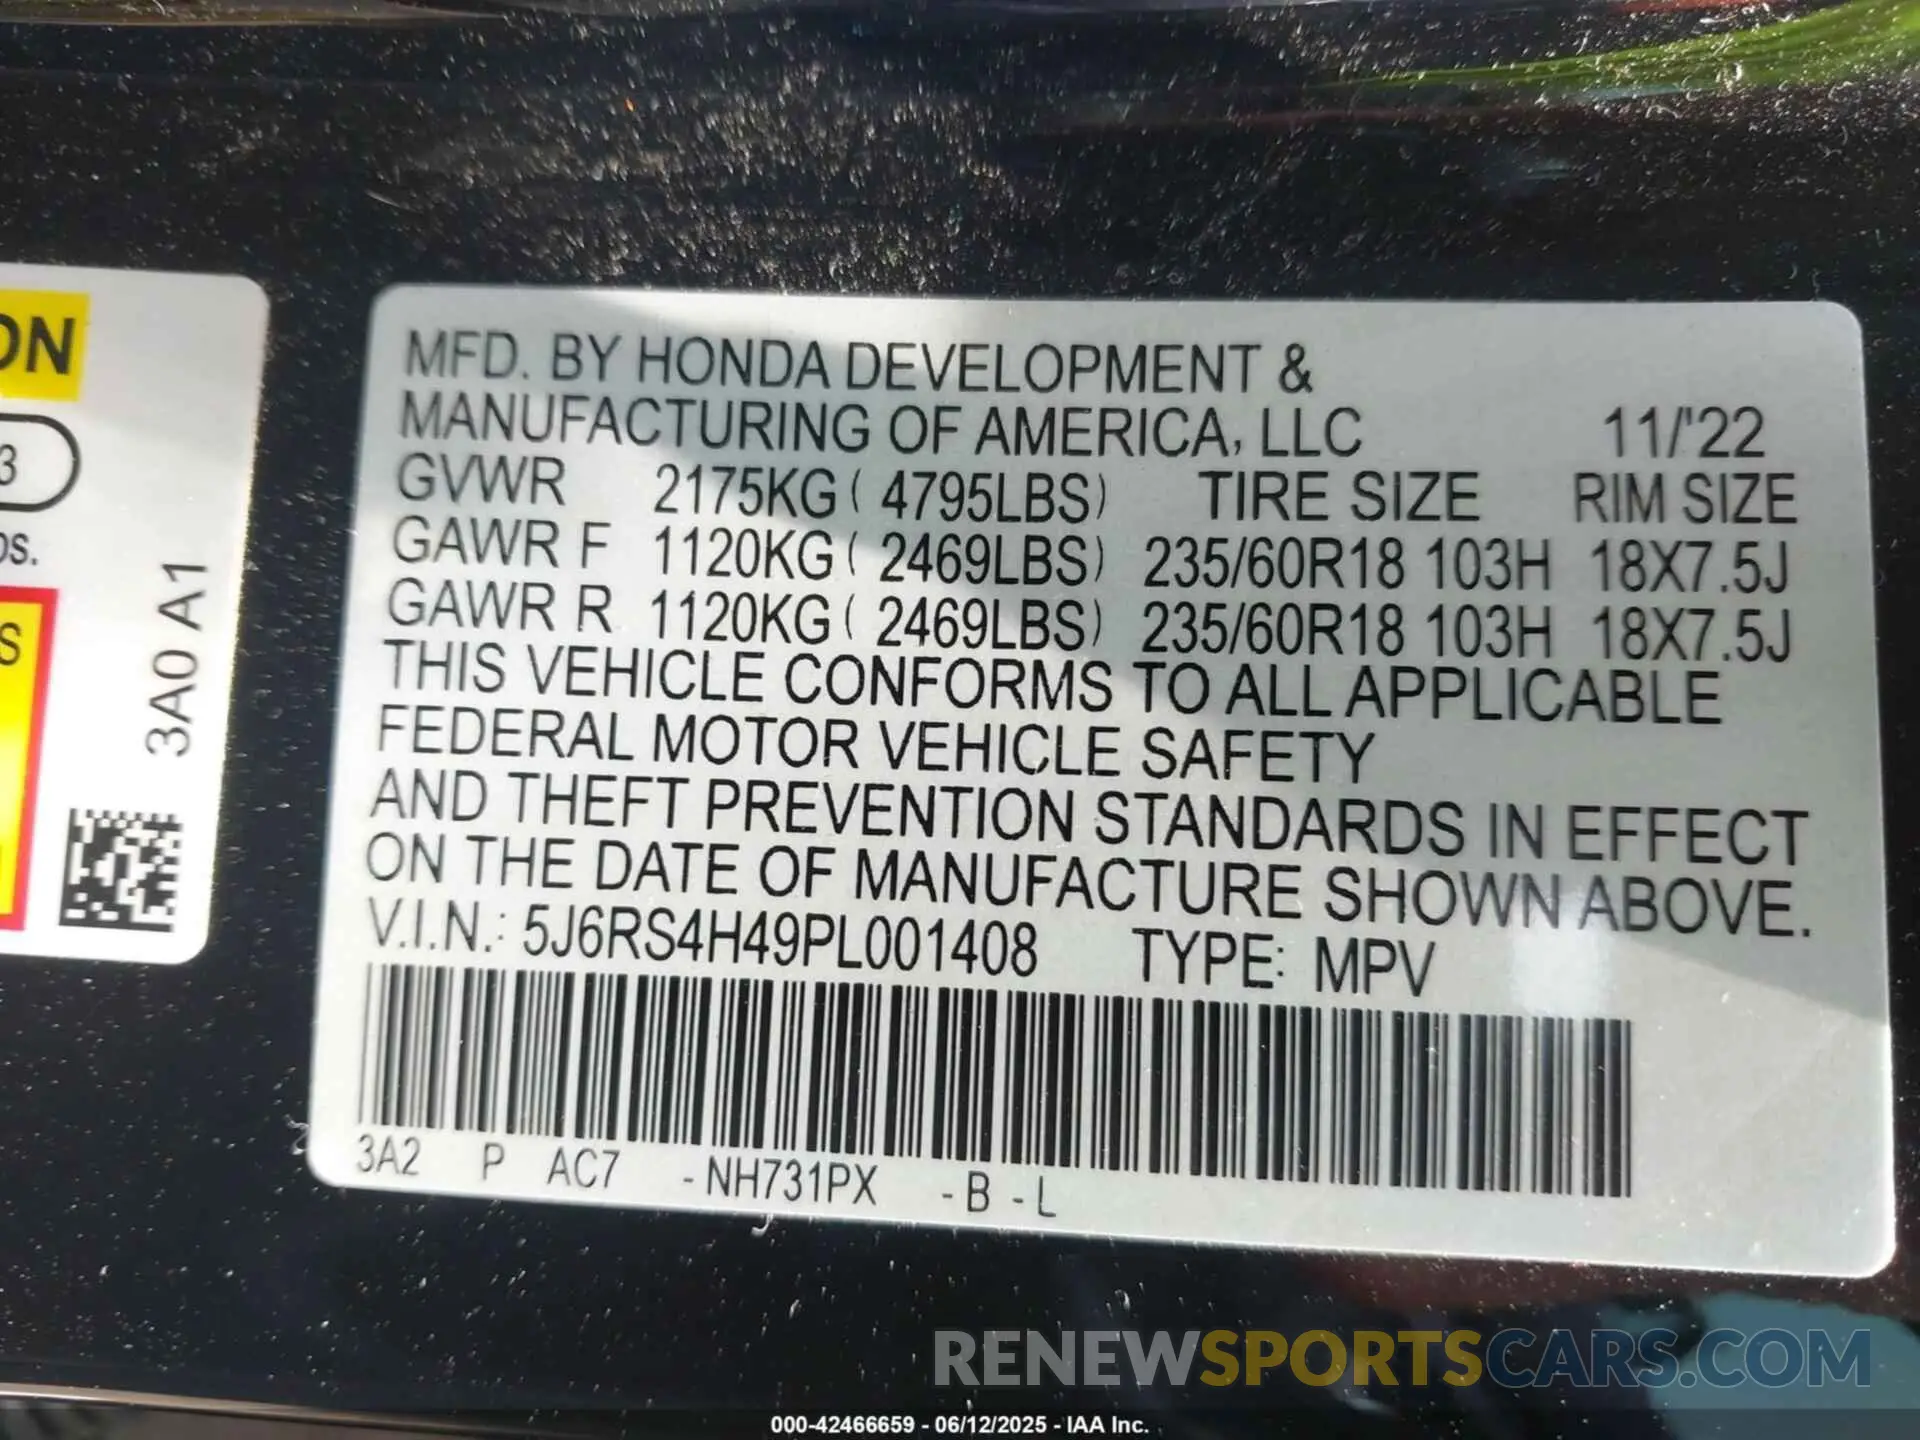 ON
3
OS.
S
3A0 A1
MFD. BY HONDA DEVELOPMENT &
MANUFACTURING OF AMERICA, LLC 11/'22
GVWR 2175KG ( 4795LBS) TIRE SIZE RIM SIZE
GAWR F 1120KG ( 2469LBS) 235/60R18 103H 18X7.5J
GAWR R 1120KG ( 2469LBS) 235/60R18 103H 18X7.5J
THIS VEHICLE CONFORMS TO ALL APPLICABLE
FEDERAL MOTOR VEHICLE SAFETY
AND THEFT PREVENTION STANDARDS IN EFFECT
ON THE DATE OF MANUFACTURE SHOWN ABOVE.
V.I.N.: 5J6RS4H49PL001408 TYPE: MPV
3A2 P AC7 -NH731PX -B -L
RENEWSPORTSCARS.COM
000-42466659 - 06/12/2025 - IAA Inc.